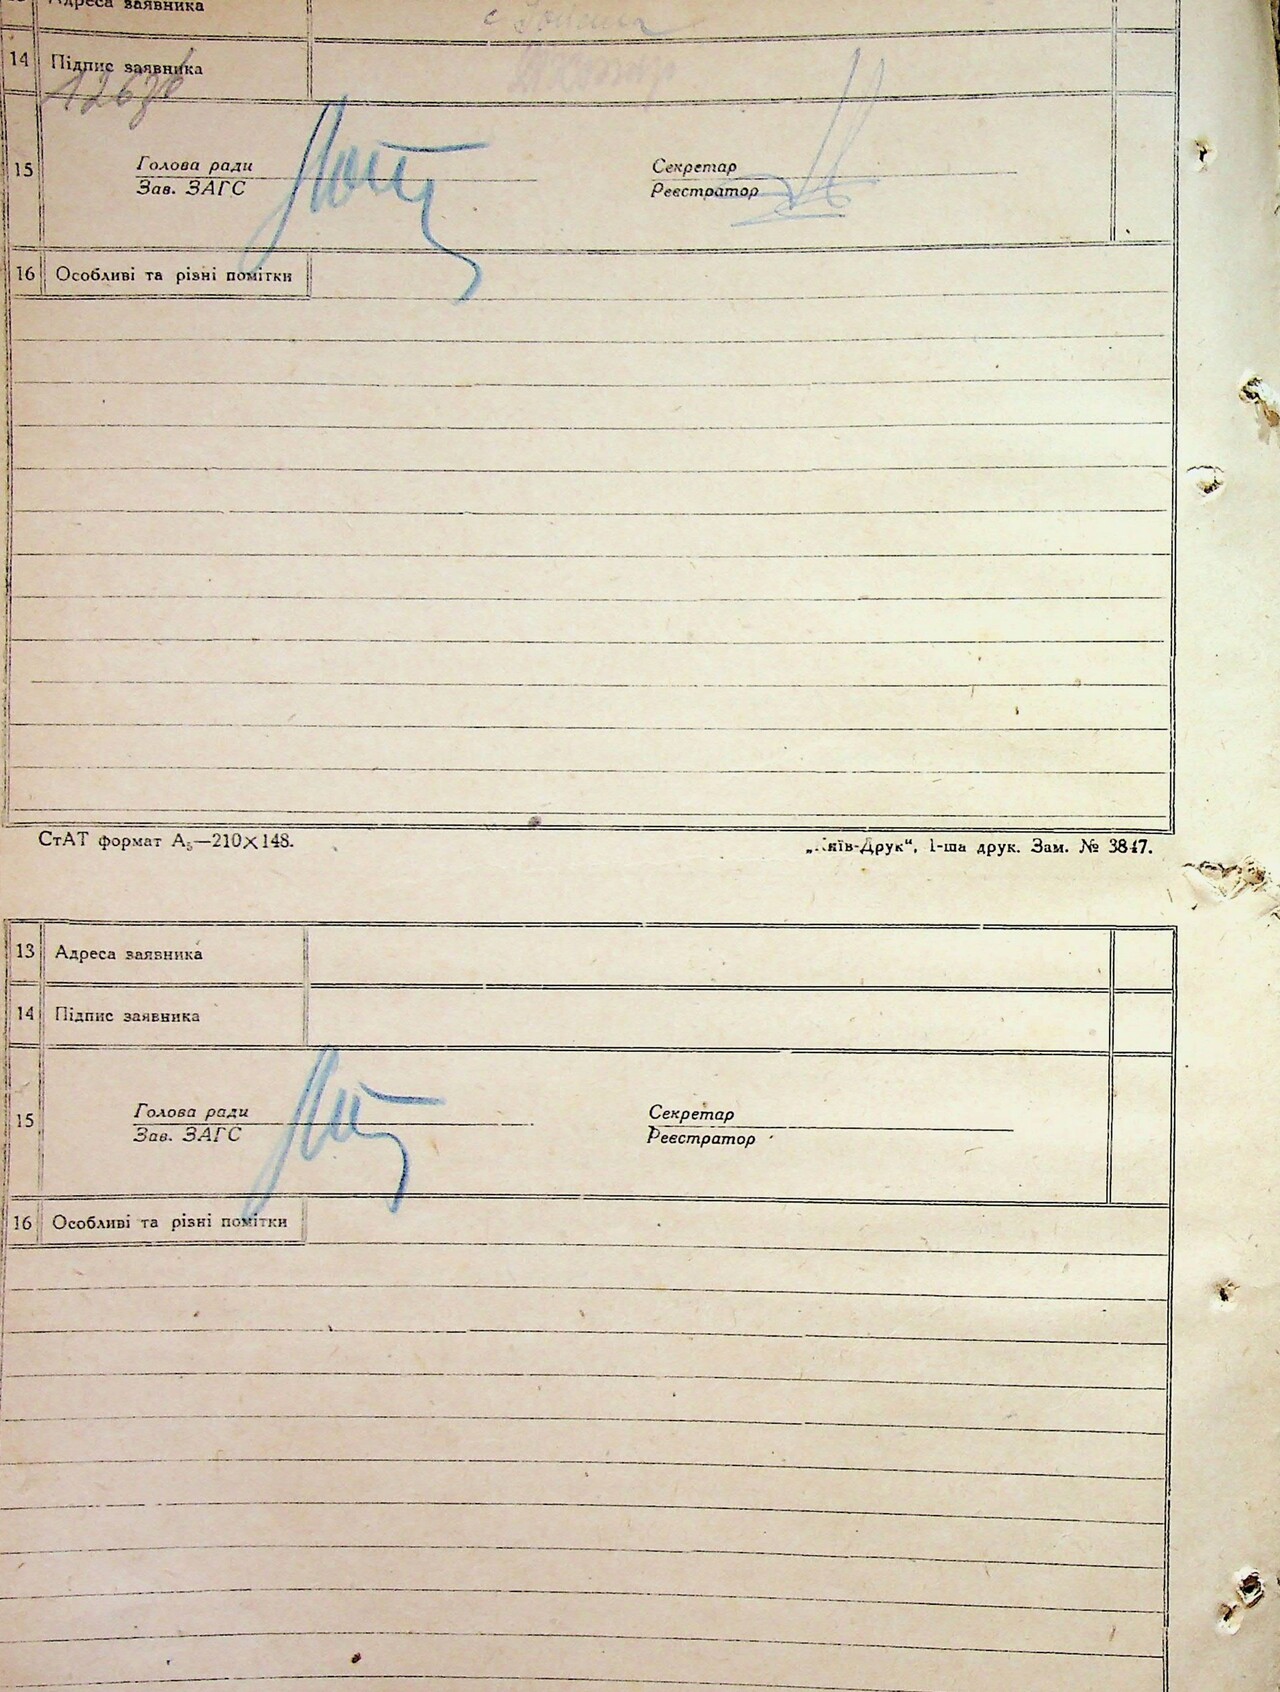 Адреса заявника
14 Підпис заявника
15 Голова ради Секретар
Зав. ЗАГС Реєстратор
16 Особливі та різні помітки
СтАТ формат А₅—210×148. „Київ-Друк“, 1-ша друк. Зам. № 3847.
13 Адреса заявника
14 Підпис заявника
15 Голова ради Секретар
Зав. ЗАГС Реєстратор
16 Особливі та різні помітки